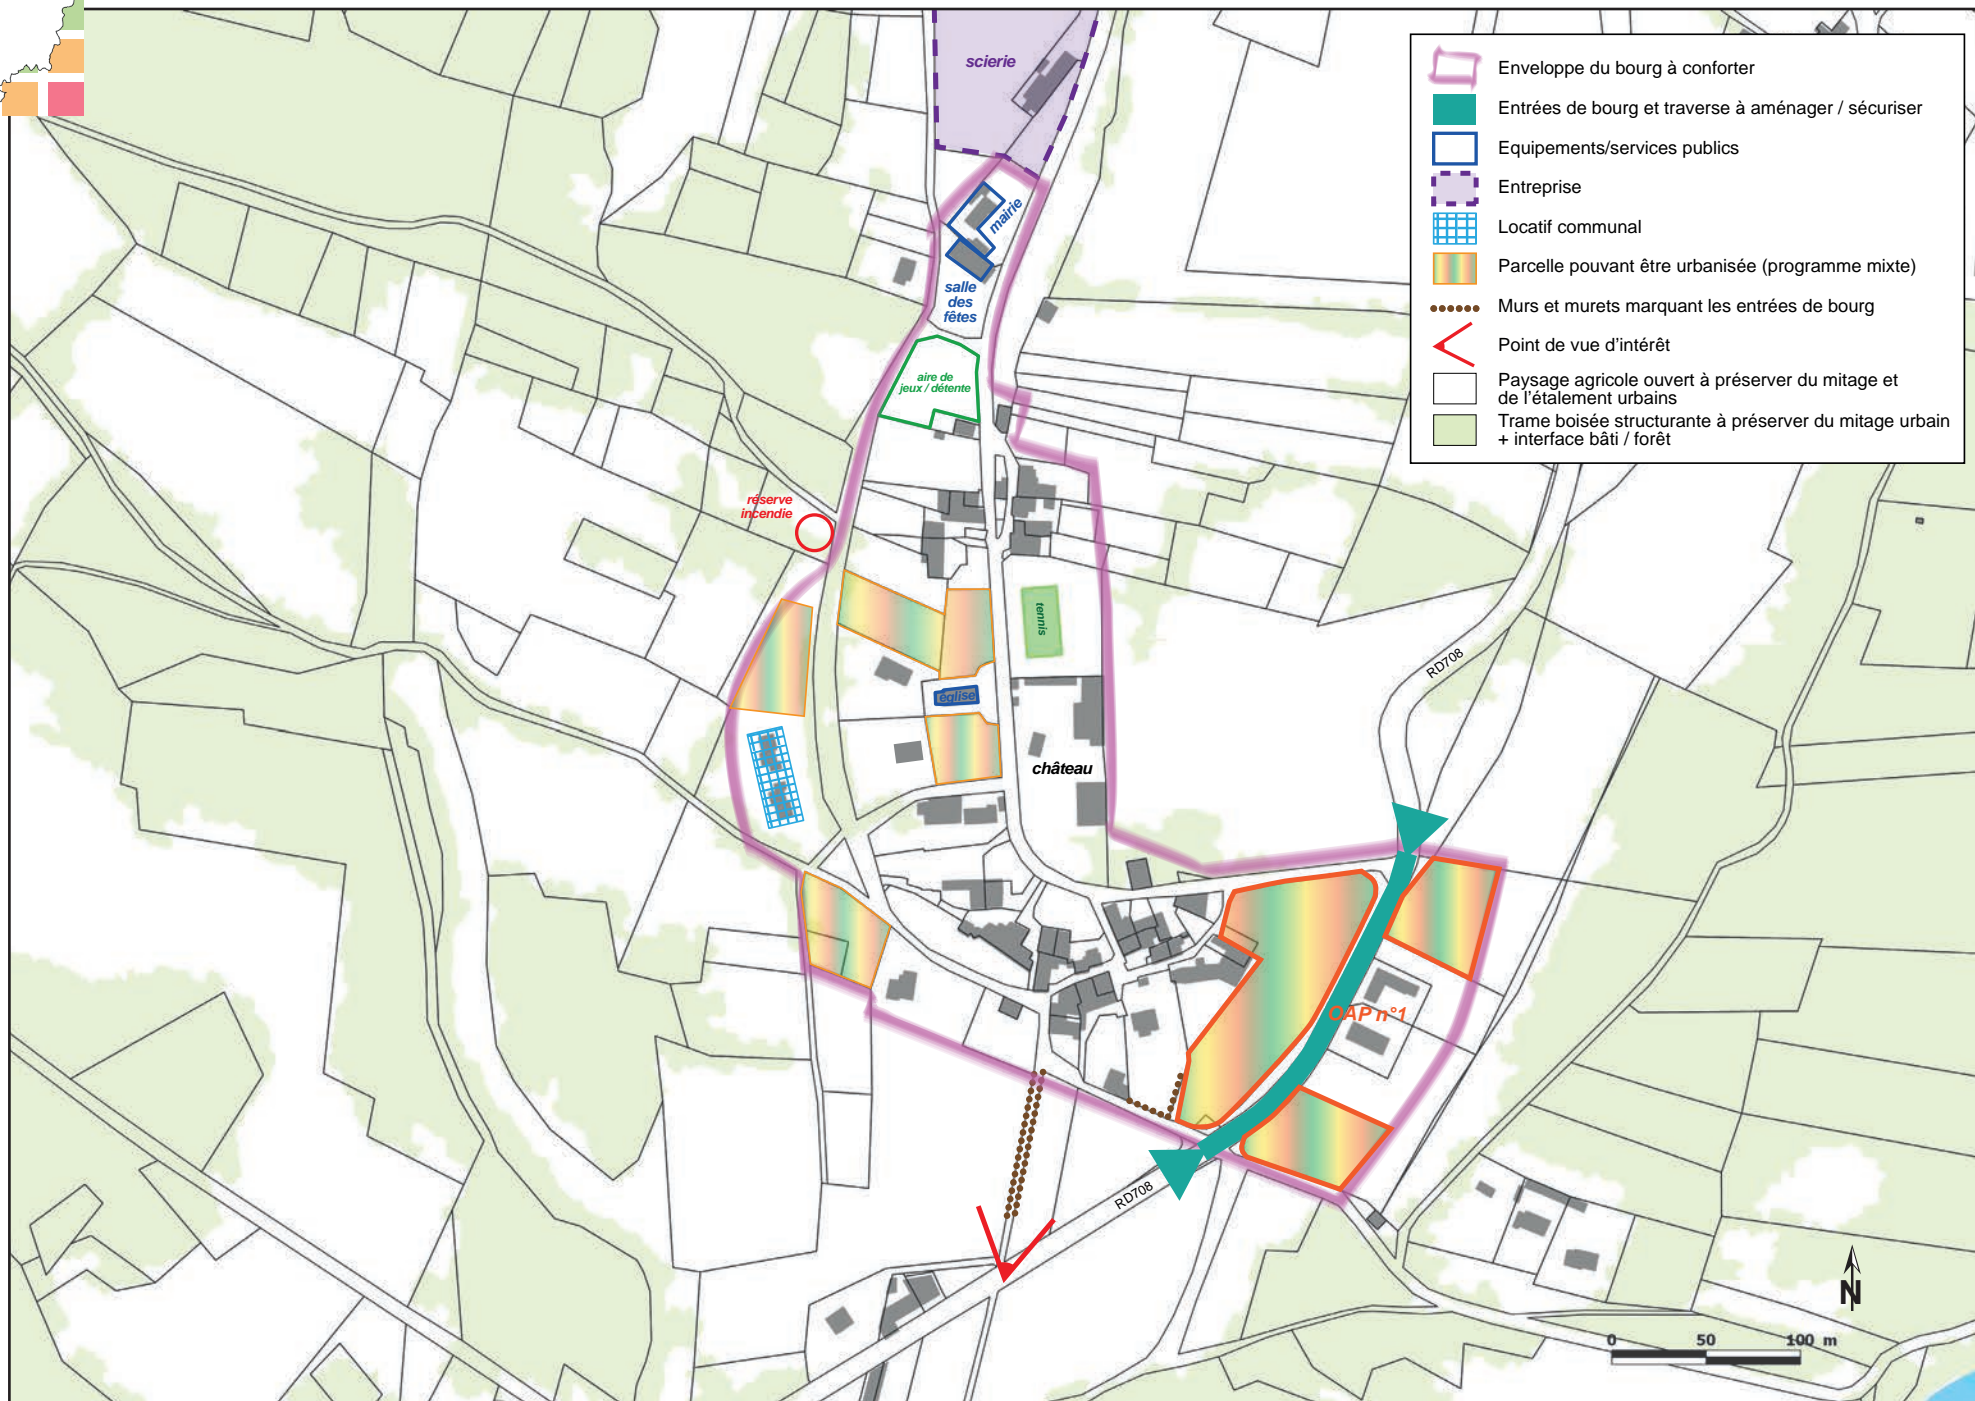 scierie
mairie
salle
des
fêtes
aire de
jeux / détente
réserve
incendie
tennis
église
château
RD708
OAP n°1
RD708
Enveloppe du bourg à conforter
Entrées de bourg et traverse à aménager / sécuriser
Equipements/services publics
Entreprise
Locatif communal
Parcelle pouvant être urbanisée (programme mixte)
Murs et murets marquant les entrées de bourg
Point de vue d'intérêt
Paysage agricole ouvert à préserver du mitage et
de l'étalement urbains
Trame boisée structurante à préserver du mitage urbain
+ interface bâti / forêt
N
0 50 100 m